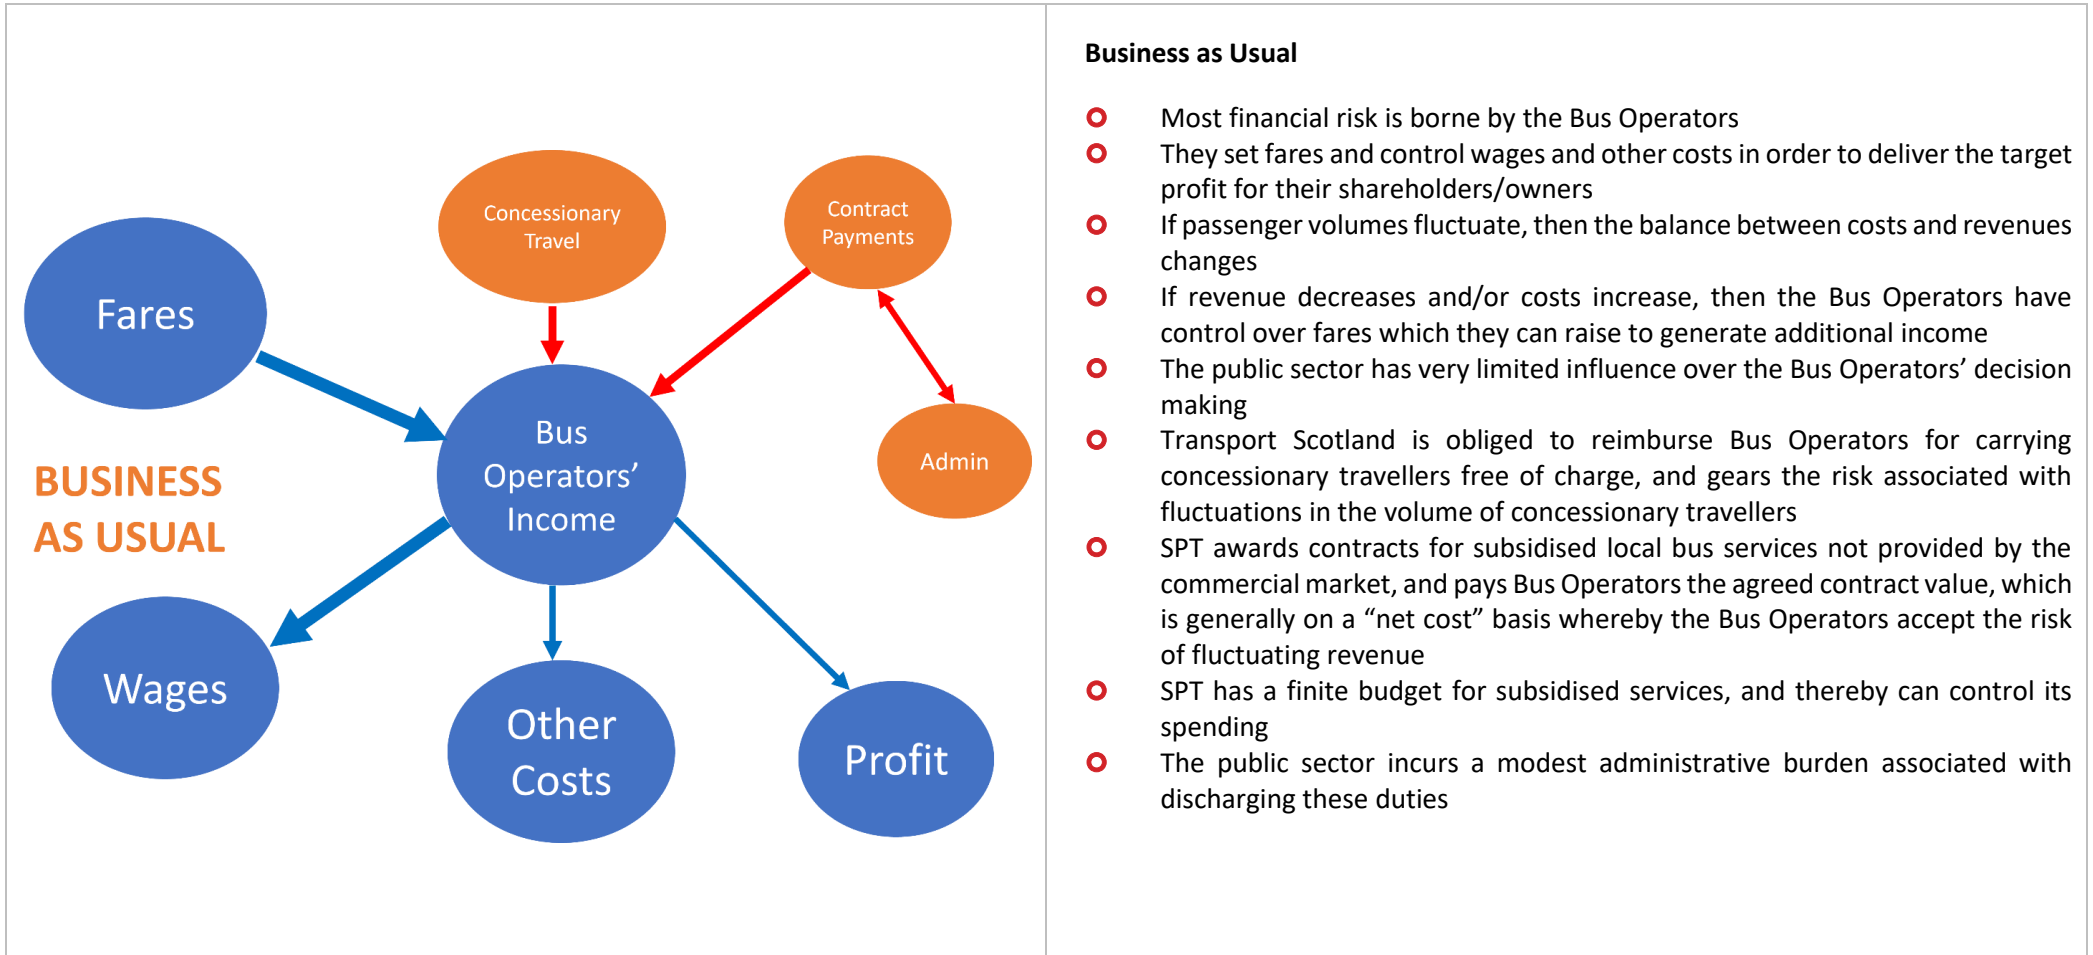 Fares
Concessionary
Travel
Contract
Payments
Bus
Operators’
Income
Admin
BUSINESS
AS USUAL
Wages
Other
Costs
Profit
Business as Usual
Most financial risk is borne by the Bus Operators
They set fares and control wages and other costs in order to deliver the target
profit for their shareholders/owners
If passenger volumes fluctuate, then the balance between costs and revenues
changes
If revenue decreases and/or costs increase, then the Bus Operators have
control over fares which they can raise to generate additional income
The public sector has very limited influence over the Bus Operators’ decision
making
Transport Scotland is obliged to reimburse Bus Operators for carrying
concessionary travellers free of charge, and gears the risk associated with
fluctuations in the volume of concessionary travellers
SPT awards contracts for subsidised local bus services not provided by the
commercial market, and pays Bus Operators the agreed contract value, which
is generally on a “net cost” basis whereby the Bus Operators accept the risk
of fluctuating revenue
SPT has a finite budget for subsidised services, and thereby can control its
spending
The public sector incurs a modest administrative burden associated with
discharging these duties